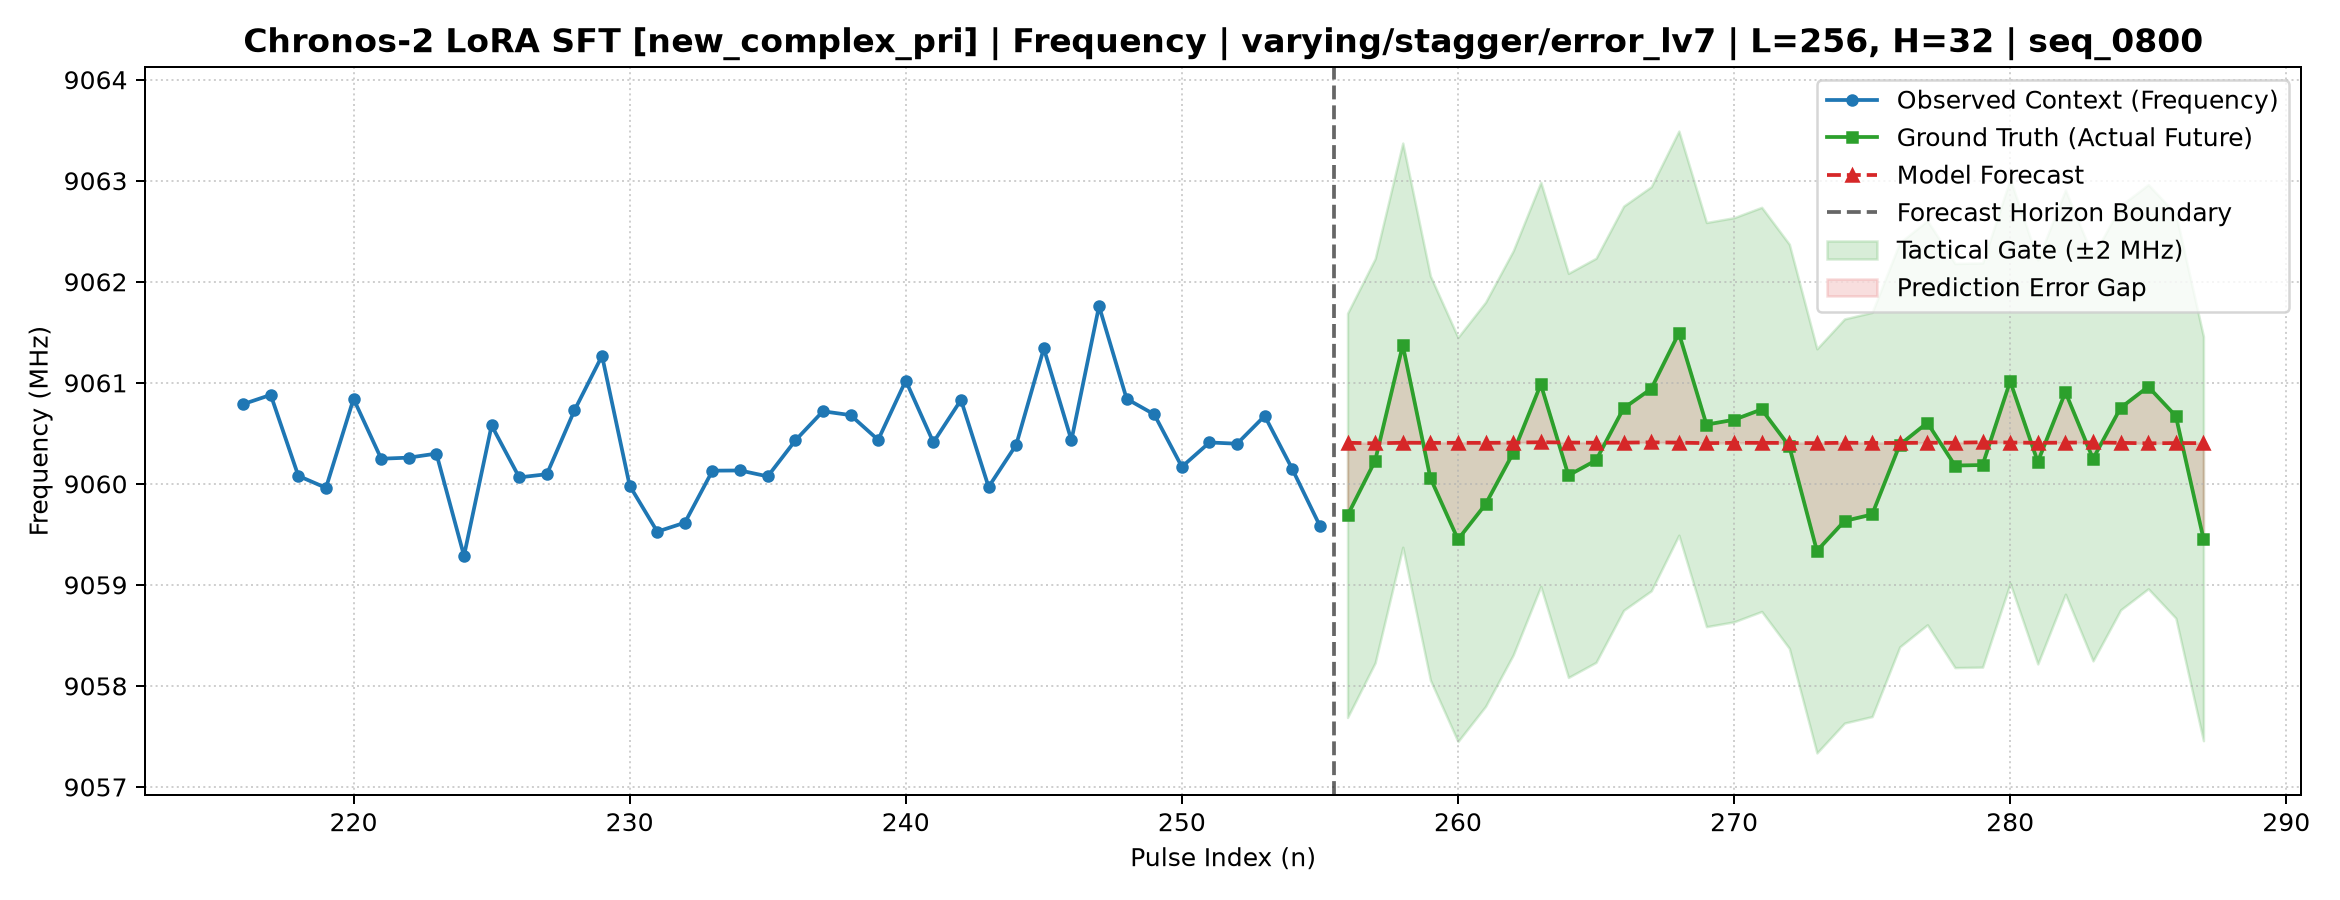 Chronos-2 LoRA SFT [new_complex_pri] | Frequency | varying/stagger/error_lv7 | L=256, H=32 | seq_0800
Frequency (MHz)
9064
9063
9062
9061
9060
9059
9058
9057
Observed Context (Frequency)
Ground Truth (Actual Future)
Model Forecast
Forecast Horizon Boundary
Tactical Gate (±2 MHz)
Prediction Error Gap
220 230 240 250 260 270 280 290
Pulse Index (n)